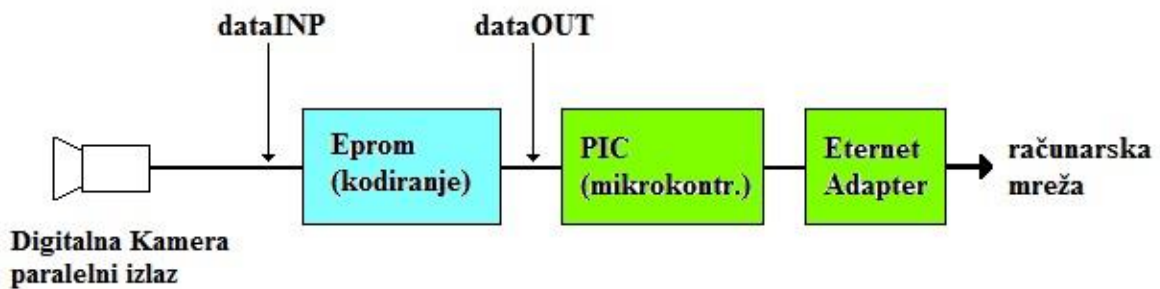 dataINP
dataOUT
Eprom
(kodiranje)
PIC
(mikrokontr.)
Eternet
Adapter
računarska
mreža
Digitalna Kamera
paralelni izlaz